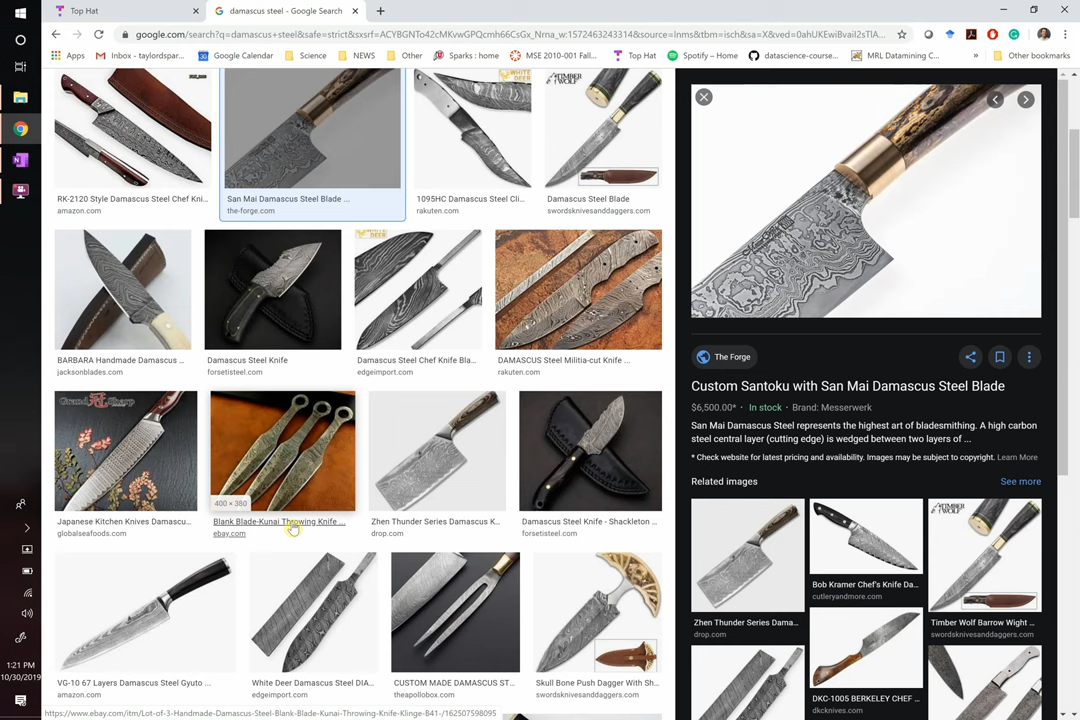 Top Hat
damascus steel - Google Search
google.com/search?q=damascus+steel&safe=strict&sxsrf=ACYBGNTo42cMKvwGPQcmh66CsGx_Nrna_w:1572463243314&source=lnms&tbm=isch&sa=X&ved=0ahUKEwiBvaiI2sTlA...
Apps
Inbox - taylordspar...
Google Calendar
Science
NEWS
Other
Sparks : home
MSE 2010-001 Fall...
Top Hat
Spotify – Home
datascience-course...
MRL Datamining C...
»
Other bookmarks
WHITE DEER
TIMBER WOLF
RK-2120 Style Damascus Steel Chef Kni...
amazon.com
San Mai Damascus Steel Blade ...
the-forge.com
1095HC Damascus Steel Cli...
rakuten.com
Damascus Steel Blade
swordsknivesanddaggers.com
WHITE DEER
BARBARA Handmade Damascus ...
jacksonblades.com
Damascus Steel Knife
forsetisteel.com
Damascus Steel Chef Knife Bla...
edgeimport.com
DAMASCUS Steel Militia-cut Knife ...
rakuten.com
Grand Sharp
400 × 380
Japanese Kitchen Knives Damascu...
globalseafoods.com
Blank Blade-Kunai Throwing Knife ...
ebay.com
Zhen Thunder Series Damascus K...
drop.com
Damascus Steel Knife - Shackleton ...
forsetisteel.com
VG-10 67 Layers Damascus Steel Gyuto ...
amazon.com
White Deer Damascus Steel DIA...
edgeimport.com
CUSTOM MADE DAMASCUS ST...
theapollobox.com
Skull Bone Push Dagger With Sh...
swordsknivesanddaggers.com
The Forge
Custom Santoku with San Mai Damascus Steel Blade
$6,500.00* · In stock · Brand: Messerwerk
San Mai Damascus Steel represents the highest art of bladesmithing. A high carbon
steel central layer (cutting edge) is wedged between two layers of ...
* Check website for latest pricing and availability. Images may be subject to copyright. Learn More
Related images
See more
Zhen Thunder Series Dama...
drop.com
Bob Kramer Chef's Knife Da...
cutleryandmore.com
Timber Wolf Barrow Wight ...
swordsknivesanddaggers.com
DKC-1005 BERKELEY CHEF ...
dkcknives.com
1:21 PM
10/30/2019
https://www.ebay.com/itm/Lot-of-3-Handmade-Damascus-Steel-Blank-Blade-Kunai-Throwing-Knife-Klinge-B41-/162507598095